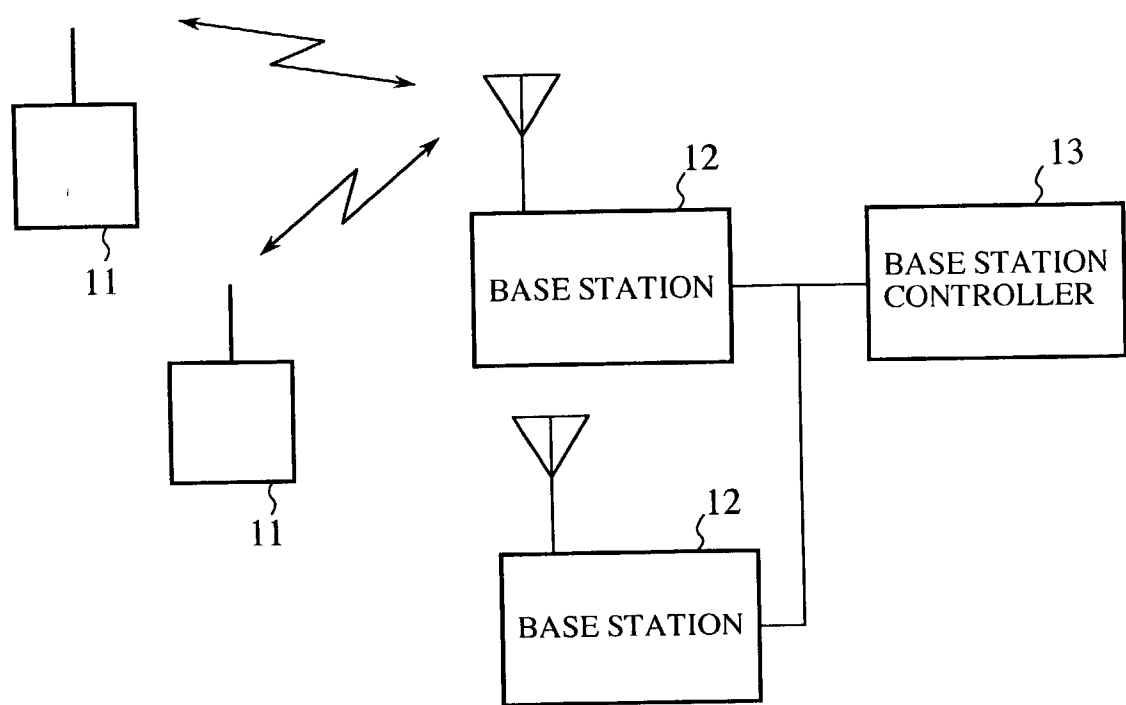 12
13
11
BASE STATION
BASE STATION
CONTROLLER
11
12
BASE STATION